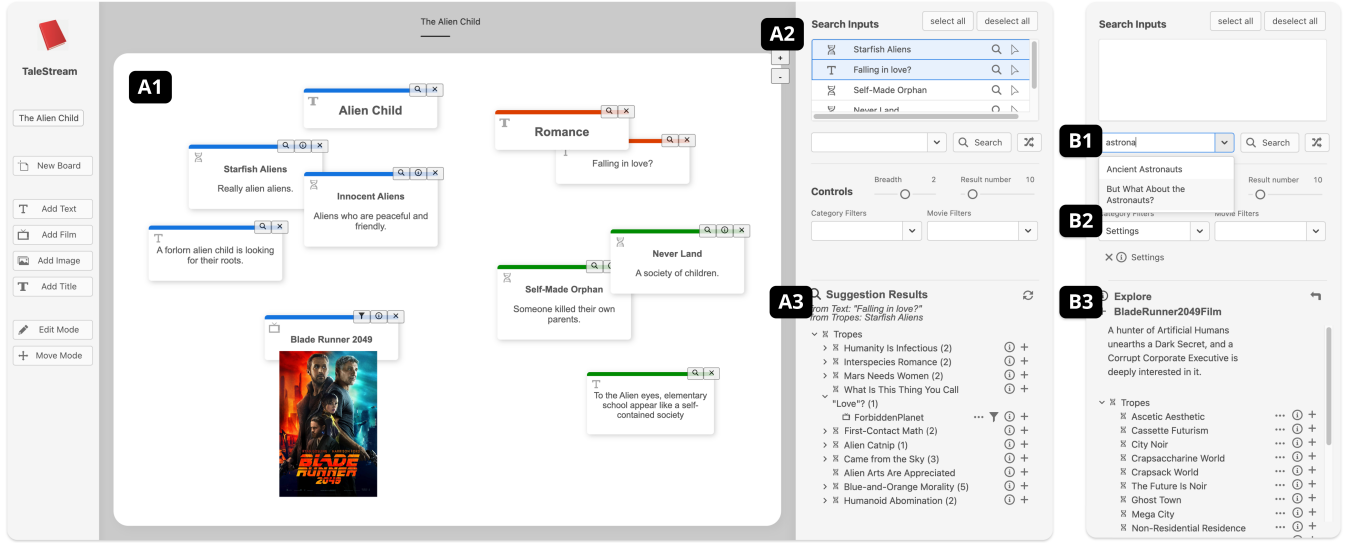 TaleStream
The Alien Child
New Board
Add Text
Add Film
Add Image
Add Title
Edit Mode
Move Mode
The Alien Child
A1
Alien Child
Starfish Aliens
Really alien aliens.
Innocent Aliens
Aliens who are peaceful and
friendly.
A forlorn alien child is looking
for their roots.
Blade Runner 2049
BLADE
RUNNER
2049
Romance
Falling in love?
Never Land
A society of children.
Self-Made Orphan
Someone killed their own
parents.
To the Alien eyes, elementary
school appear like a self-
contained society
+
-
A2
Search Inputs
select all
deselect all
Starfish Aliens
Falling in love?
Self-Made Orphan
Never Land
Search
Controls
Breadth 2
Result number 10
Category Filters
Movie Filters
A3
Suggestion Results
from Text: "Falling in love?"
from Tropes: Starfish Aliens
Tropes
Humanity Is Infectious (2)
Interspecies Romance (2)
Mars Needs Women (2)
What Is This Thing You Call
"Love"? (1)
ForbiddenPlanet
First-Contact Math (2)
Alien Catnip (1)
Came from the Sky (3)
Alien Arts Are Appreciated
Blue-and-Orange Morality (5)
Humanoid Abomination (2)
Search Inputs
select all
deselect all
B1
astrona
Search
Ancient Astronauts
But What About the
Astronauts?
Result number 10
B2
Category Filters
Movie Filters
Settings
Settings
B3
Explore
BladeRunner2049Film
A hunter of Artificial Humans
unearths a Dark Secret, and a
Corrupt Corporate Executive is
deeply interested in it.
Tropes
Ascetic Aesthetic
Cassette Futurism
City Noir
Crapsaccharine World
Crapsack World
The Future Is Noir
Ghost Town
Mega City
Non-Residential Residence